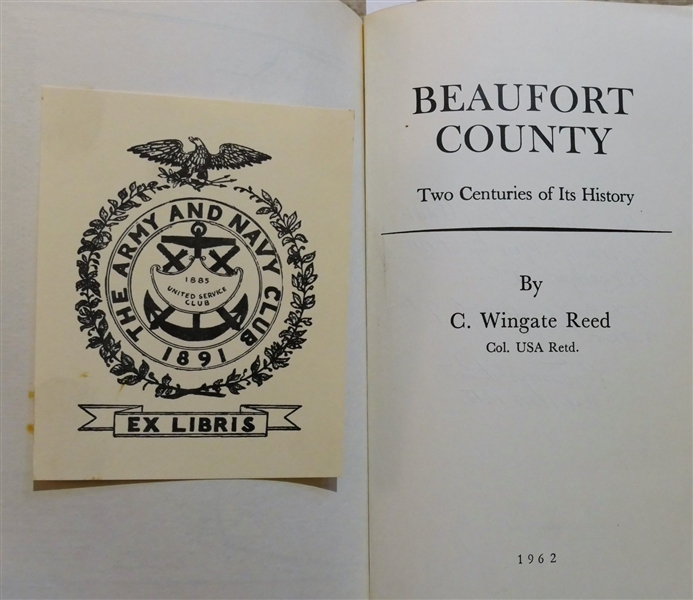 THE ARMY AND NAVY CLUB
1885
UNITED SERVICE
CLUB
1891
EX LIBRIS
BEAUFORT
COUNTY
Two Centuries of Its History
By
C. Wingate Reed
Col. USA Retd.
1962